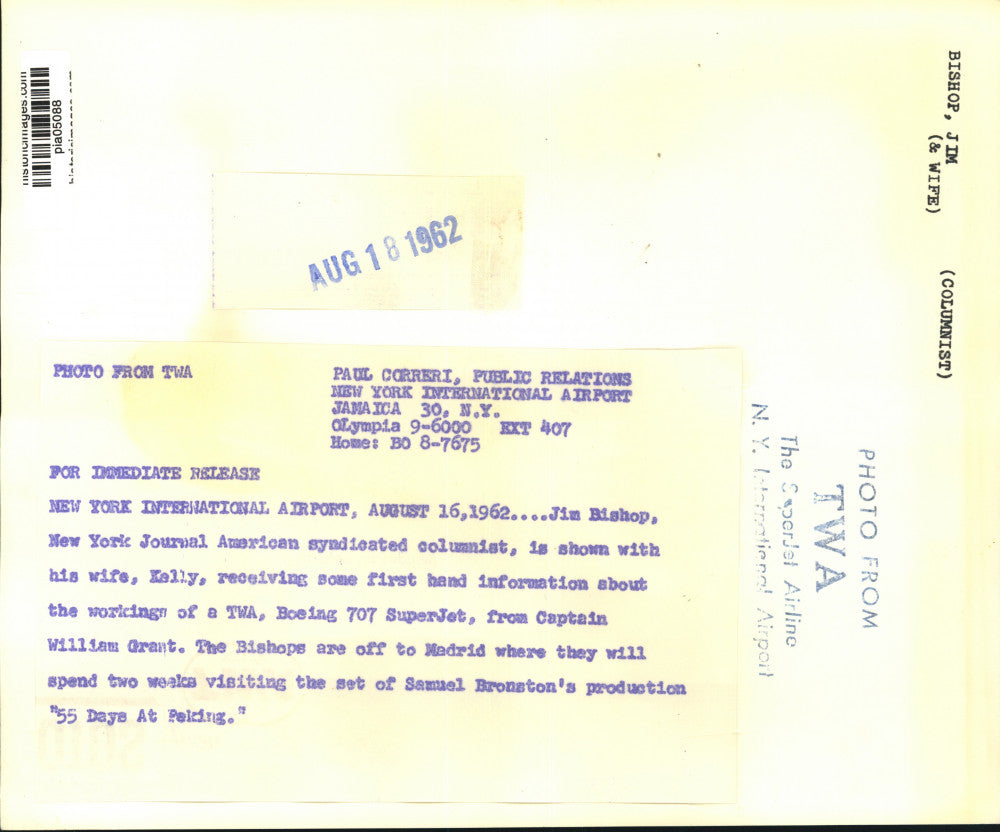 historicimages.com
pia05088
BISHOP, JIM (COLUMNIST)
(& WIFE)
AUG 18 1962
PHOTO FROM TWA
PAUL CORRERI, PUBLIC RELATIONS
NEW YORK INTERNATIONAL AIRPORT
JAMAICA 30, N.Y.
OLympia 9-6000 EXT 407
Home: BO 8-7675
FOR IMMEDIATE RELEASE
NEW YORK INTERNATIONAL AIRPORT, AUGUST 16,1962....Jim Bishop,
New York Journal American syndicated columnist, is shown with
his wife, Kelly, receiving some first hand information about
the workings of a TWA, Boeing 707 SuperJet, from Captain
William Grant. The Bishops are off to Madrid where they will
spend two weeks visiting the set of Samuel Bronston's production
"55 Days At Peking."
PHOTO FROM
TWA
The SuperJet Airline
N. Y. International Airport